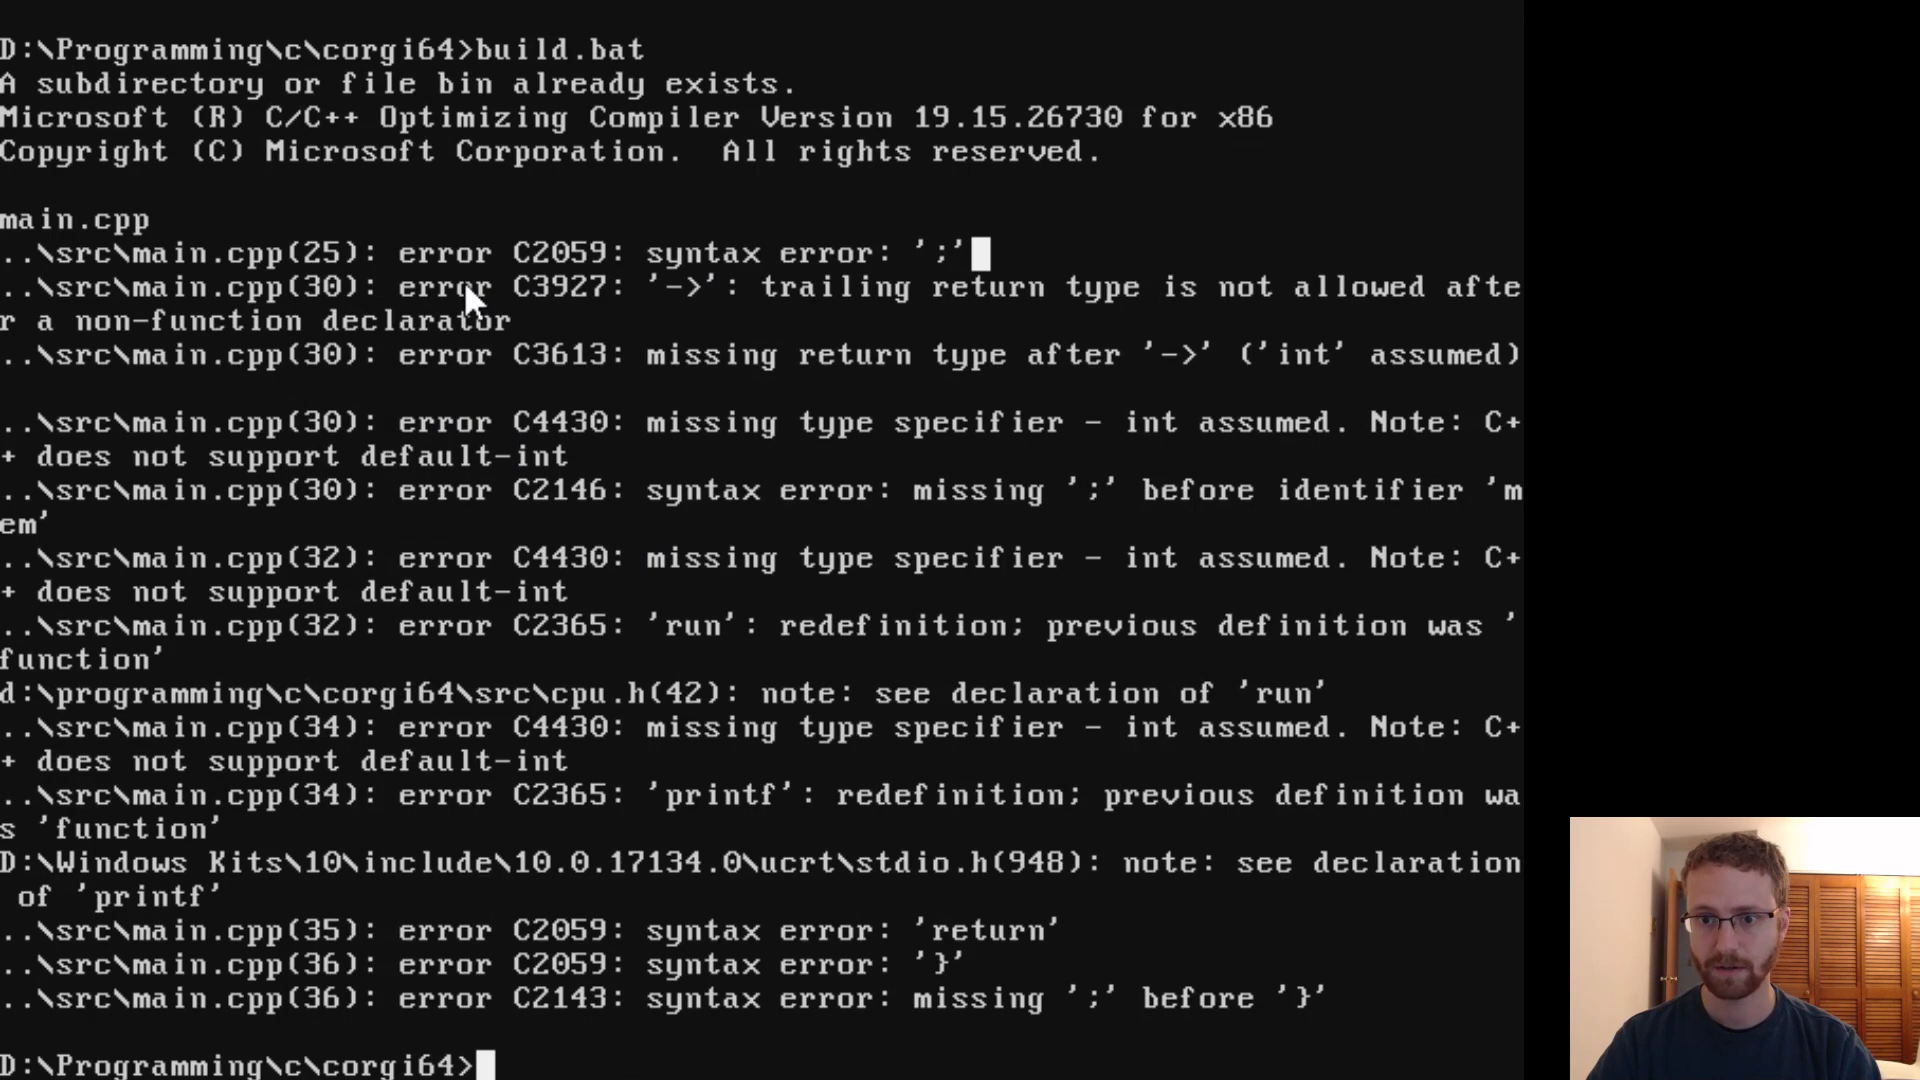 D:\Programming\c\corgi64>build.bat
A subdirectory or file bin already exists.
Microsoft (R) C/C++ Optimizing Compiler Version 19.15.26730 for x86
Copyright (C) Microsoft Corporation.  All rights reserved.
main.cpp
..\src\main.cpp(25): error C2059: syntax error: ';'
..\src\main.cpp(30): error C3927: '->': trailing return type is not allowed afte
r a non-function declarator
..\src\main.cpp(30): error C3613: missing return type after '->' ('int' assumed)
..\src\main.cpp(30): error C4430: missing type specifier - int assumed. Note: C+
+ does not support default-int
..\src\main.cpp(30): error C2146: syntax error: missing ';' before identifier 'm
em'
..\src\main.cpp(32): error C4430: missing type specifier - int assumed. Note: C+
+ does not support default-int
..\src\main.cpp(32): error C2365: 'run': redefinition; previous definition was '
function'
d:\programming\c\corgi64\src\cpu.h(42): note: see declaration of 'run'
..\src\main.cpp(34): error C4430: missing type specifier - int assumed. Note: C+
+ does not support default-int
..\src\main.cpp(34): error C2365: 'printf': redefinition; previous definition wa
s 'function'
D:\Windows Kits\10\include\10.0.17134.0\ucrt\stdio.h(948): note: see declaration
 of 'printf'
..\src\main.cpp(35): error C2059: syntax error: 'return'
..\src\main.cpp(36): error C2059: syntax error: '}'
..\src\main.cpp(36): error C2143: syntax error: missing ';' before '}'
D:\Programming\c\corgi64>